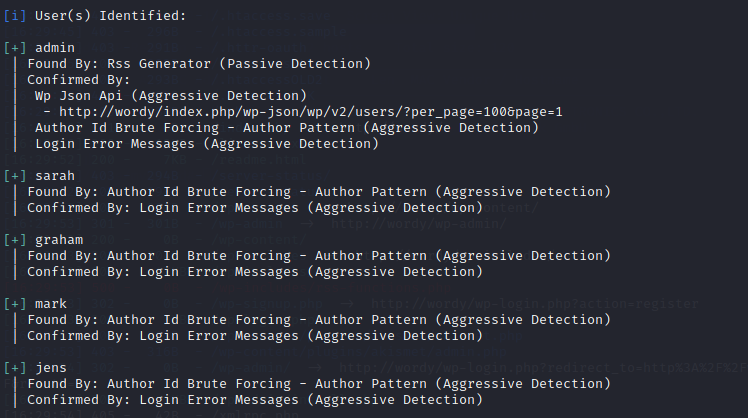 [i] User(s) Identified:
[+] admin
| Found By: Rss Generator (Passive Detection)
| Confirmed By:
|  Wp Json Api (Aggressive Detection)
|   - http://wordy/index.php/wp-json/wp/v2/users/?per_page=100&page=1
|  Author Id Brute Forcing - Author Pattern (Aggressive Detection)
|  Login Error Messages (Aggressive Detection)
[+] sarah
| Found By: Author Id Brute Forcing - Author Pattern (Aggressive Detection)
| Confirmed By: Login Error Messages (Aggressive Detection)
[+] graham
| Found By: Author Id Brute Forcing - Author Pattern (Aggressive Detection)
| Confirmed By: Login Error Messages (Aggressive Detection)
[+] mark
| Found By: Author Id Brute Forcing - Author Pattern (Aggressive Detection)
| Confirmed By: Login Error Messages (Aggressive Detection)
[+] jens
| Found By: Author Id Brute Forcing - Author Pattern (Aggressive Detection)
| Confirmed By: Login Error Messages (Aggressive Detection)